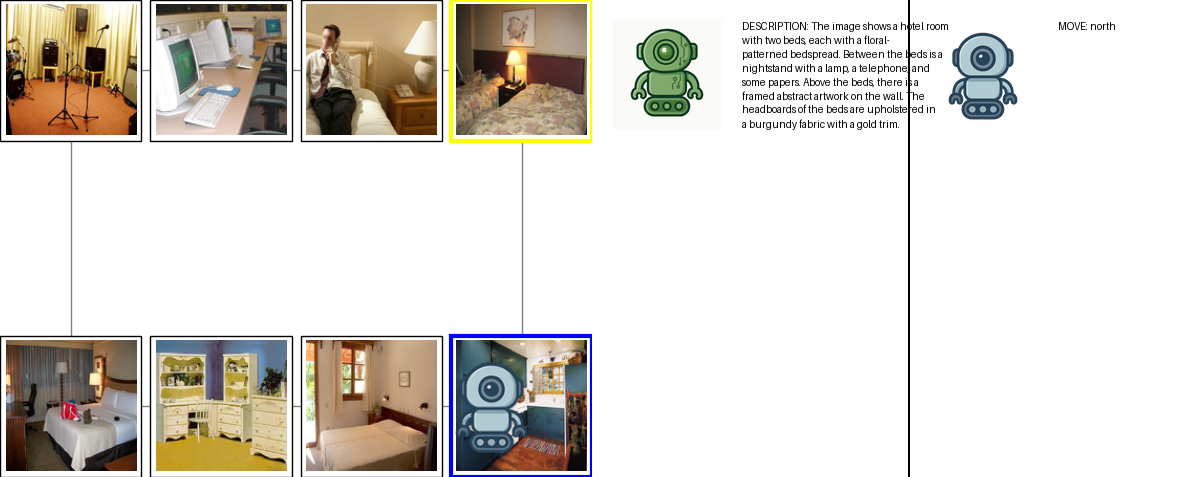 DESCRIPTION: The image shows a hotel room
with two beds, each with a floral-
patterned bedspread. Between the beds is a
nightstand with a lamp, a telephone, and
some papers. Above the beds, there is a
framed abstract artwork on the wall. The
headboards of the beds are upholstered in
a burgundy fabric with a gold trim.
MOVE: north